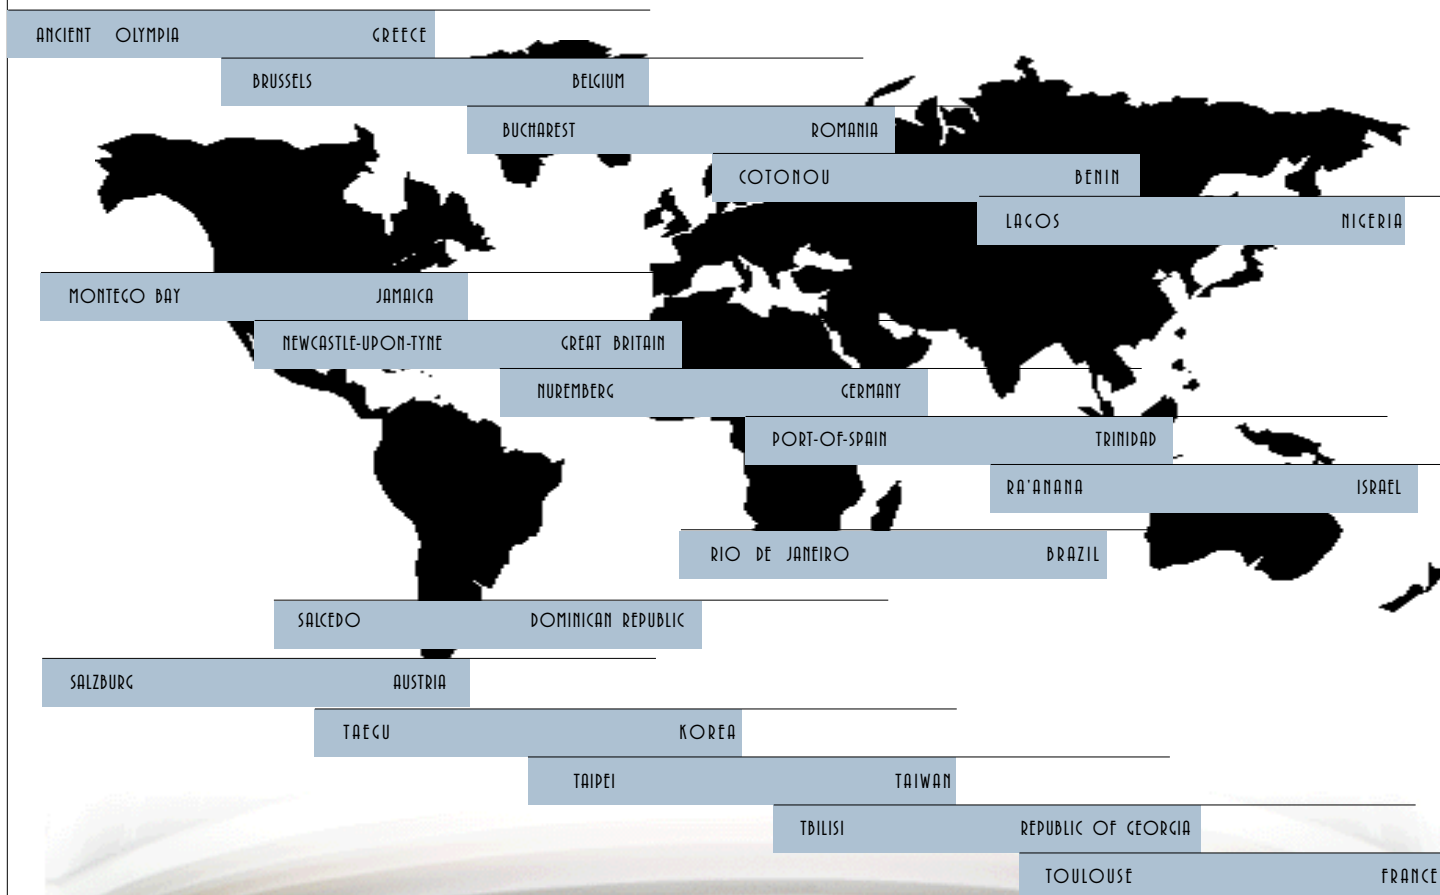 ANCIENT OLYMPIA GREECE
BRUSSELS BELGIUM
BUCHAREST ROMANIA
COTONOU BENIN
LAGOS NIGERIA
MONTEGO BAY JAMAICA
NEWCASTLE-UPON-TYNE GREAT BRITAIN
NUREMBERG GERMANY
PORT-OF-SPAIN TRINIDAD
RA'ANANA ISRAEL
RIO DE JANEIRO BRAZIL
SALCEDO DOMINICAN REPUBLIC
SALZBURG AUSTRIA
TAEGU KOREA
TAIPEI TAIWAN
TBILISI REPUBLIC OF GEORGIA
TOULOUSE FRANCE